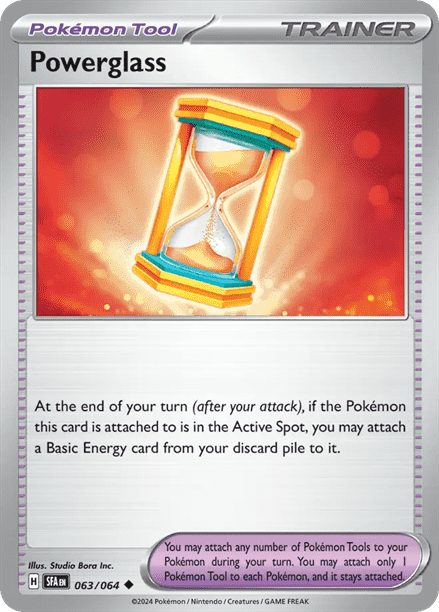 Pokémon Tool
TRAINER
Powerglass
At the end of your turn (after your attack), if the Pokémon
this card is attached to is in the Active Spot, you may attach
a Basic Energy card from your discard pile to it.
Illus. Studio Bora Inc.
H SFA EN 063/064
You may attach any number of Pokémon Tools to your
Pokémon during your turn. You may attach only 1
Pokémon Tool to each Pokémon, and it stays attached.
©2024 Pokémon / Nintendo / Creatures / GAME FREAK